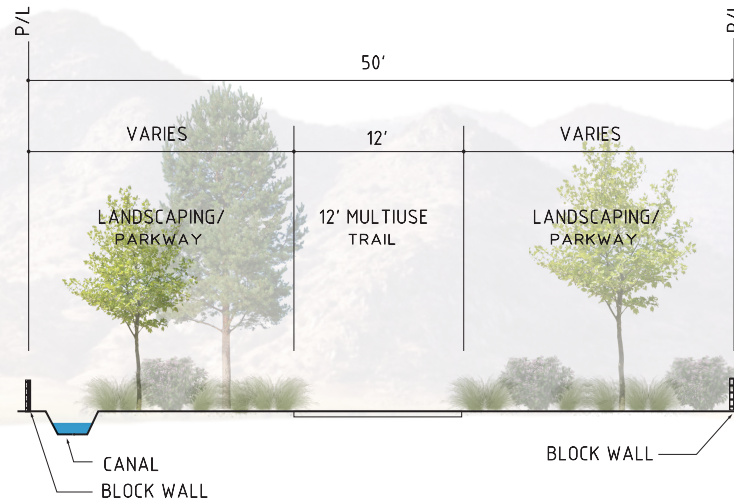 P/L
P/L
50'
VARIES
12'
VARIES
LANDSCAPING/
PARKWAY
12' MULTIUSE
TRAIL
LANDSCAPING/
PARKWAY
CANAL
BLOCK WALL
BLOCK WALL